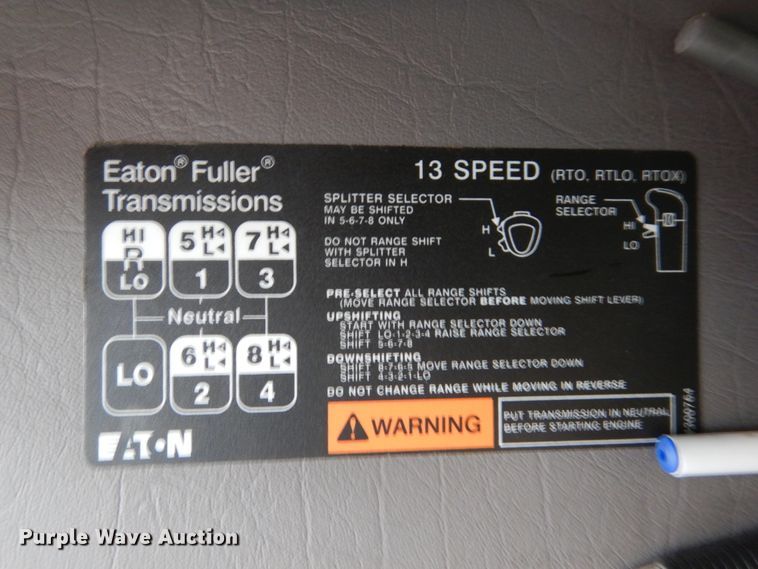 Eaton® Fuller®
Transmissions
13 SPEED (RTO, RTLO, RTOX)
HI
R
LO
5 H◄
L◄
1
7 H◄
L◄
3
Neutral
LO
6 H◄
L◄
2
8 H◄
L◄
4
EATON
SPLITTER SELECTOR
MAY BE SHIFTED
IN 5-6-7-8 ONLY
DO NOT RANGE SHIFT
WITH SPLITTER
SELECTOR IN H
H
L
RANGE
SELECTOR
HI
LO
PRE-SELECT ALL RANGE SHIFTS
(MOVE RANGE SELECTOR BEFORE MOVING SHIFT LEVER)
UPSHIFTING
START WITH RANGE SELECTOR DOWN
SHIFT LO-1-2-3-4 RAISE RANGE SELECTOR
SHIFT 5-6-7-8
DOWNSHIFTING
SHIFT 8-7-6-5 MOVE RANGE SELECTOR DOWN
SHIFT 4-3-2-1-LO
DO NOT CHANGE RANGE WHILE MOVING IN REVERSE
WARNING
PUT TRANSMISSION IN NEUTRAL
BEFORE STARTING ENGINE
Purple Wave Auction